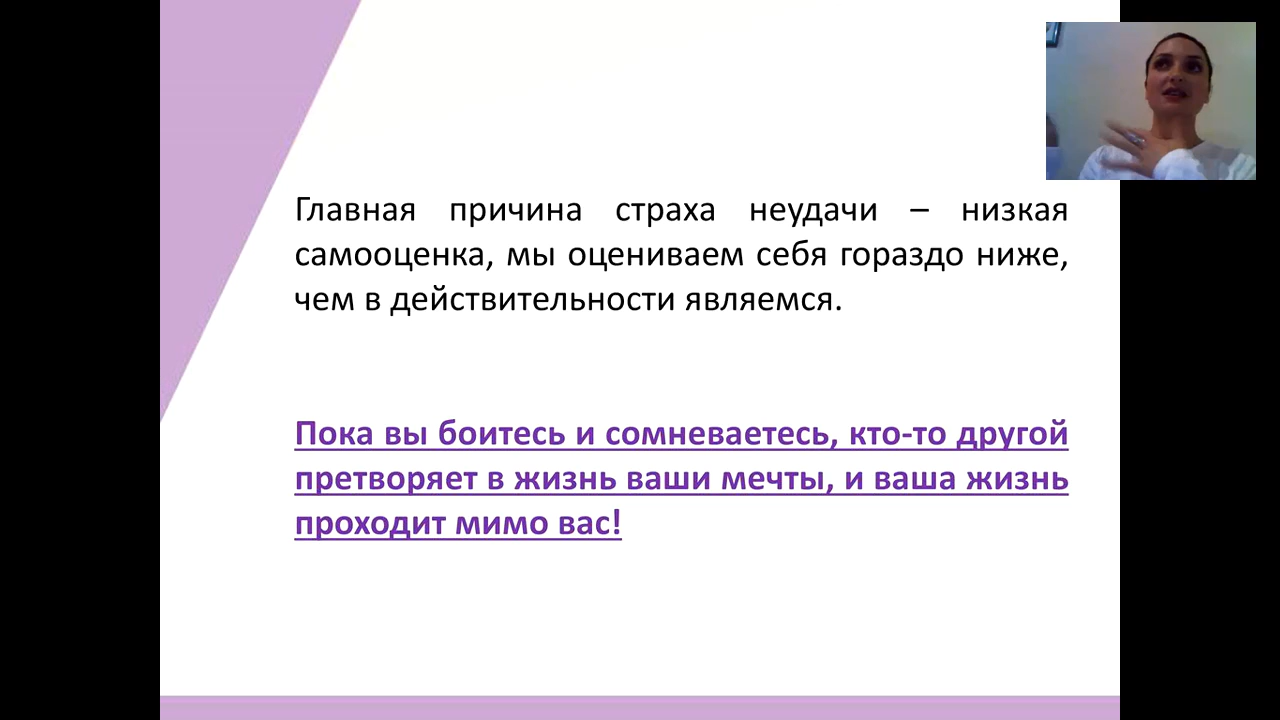 Главная причина страха неудачи – низкая
самооценка, мы оцениваем себя гораздо ниже,
чем в действительности являемся.
Пока вы боитесь и сомневаетесь, кто-то другой
претворяет в жизнь ваши мечты, и ваша жизнь
проходит мимо вас!